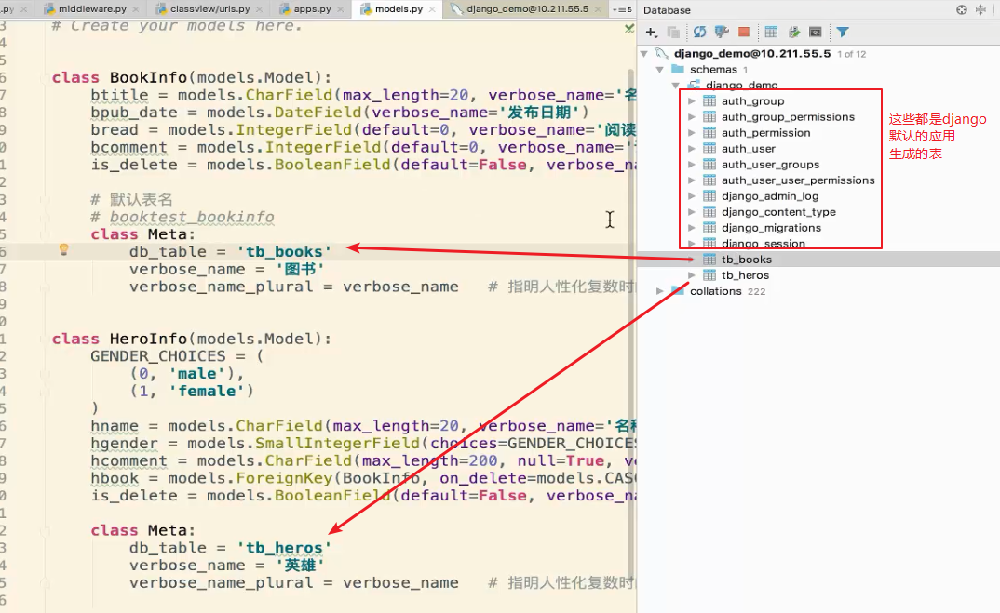 .py
middleware.py
classview/urls.py
apps.py
models.py
django_demo@10.211.55.5
5
# Create your models here.
class BookInfo(models.Model):
btitle = models.CharField(max_length=20, verbose_name='名
bpub_date = models.DateField(verbose_name='发布日期')
bread = models.IntegerField(default=0, verbose_name='阅读
bcomment = models.IntegerField(default=0, verbose_name='
is_delete = models.BooleanField(default=False, verbose_na
# 默认表名
# booktest_bookinfo
class Meta:
db_table = 'tb_books'
verbose_name = '图书'
verbose_name_plural = verbose_name # 指明人性化复数时
class HeroInfo(models.Model):
GENDER_CHOICES = (
(0, 'male'),
(1, 'female')
)
hname = models.CharField(max_length=20, verbose_name='名称
hgender = models.SmallIntegerField(choices=GENDER_CHOICES
hcomment = models.CharField(max_length=200, null=True, ve
hbook = models.ForeignKey(BookInfo, on_delete=models.CASC
is_delete = models.BooleanField(default=False, verbose_na
class Meta:
db_table = 'tb_heros'
verbose_name = '英雄'
verbose_name_plural = verbose_name # 指明人性化复数时
Database
django_demo@10.211.55.5 1 of 12
schemas 1
django_demo
auth_group
auth_group_permissions
auth_permission
auth_user
auth_user_groups
auth_user_user_permissions
django_admin_log
django_content_type
django_migrations
django_session
tb_books
tb_heros
collations 222
这些都是django
默认的应用
生成的表